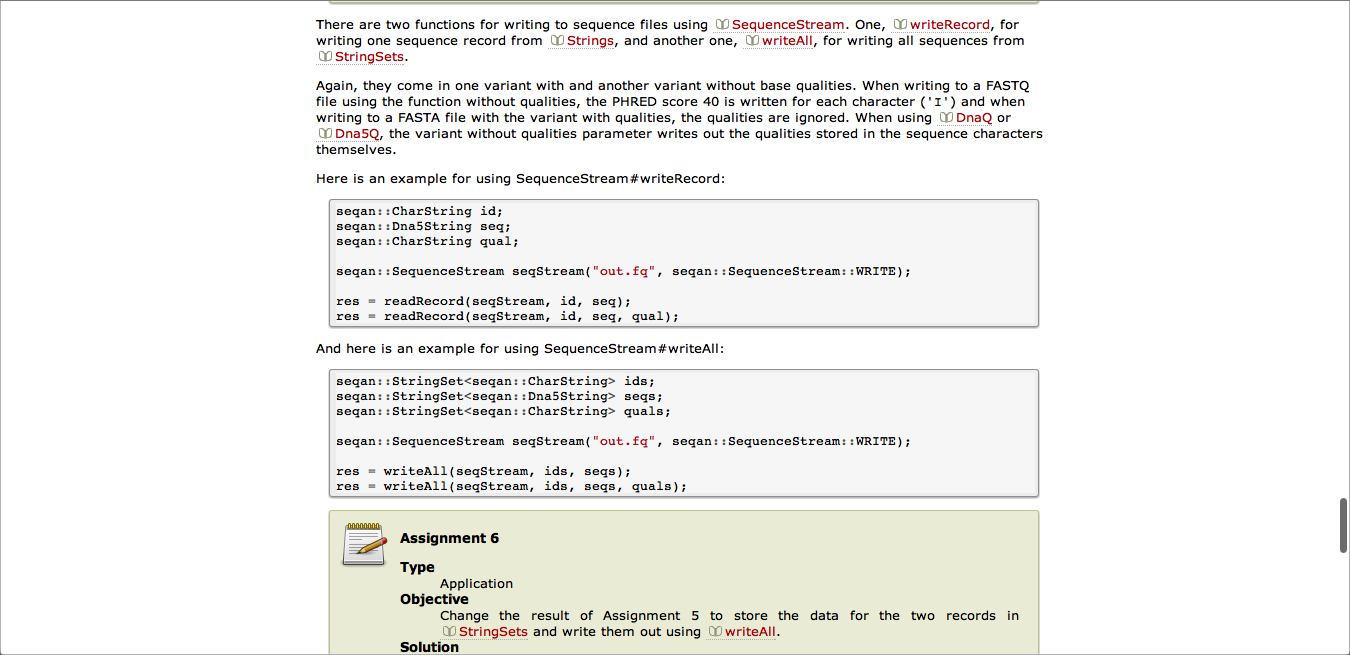 There are two functions for writing to sequence files using SequenceStream. One, writeRecord, for
writing one sequence record from Strings, and another one, writeAll, for writing all sequences from
StringSets.
Again, they come in one variant with and another variant without base qualities. When writing to a FASTQ
file using the function without qualities, the PHRED score 40 is written for each character ('I') and when
writing to a FASTA file with the variant with qualities, the qualities are ignored. When using DnaQ or
Dna5Q, the variant without qualities parameter writes out the qualities stored in the sequence characters
themselves.
Here is an example for using SequenceStream#writeRecord:
seqan::CharString id;
seqan::Dna5String seq;
seqan::CharString qual;
seqan::SequenceStream seqStream("out.fq", seqan::SequenceStream::WRITE);
res = readRecord(seqStream, id, seq);
res = readRecord(seqStream, id, seq, qual);
And here is an example for using SequenceStream#writeAll:
seqan::StringSet<seqan::CharString> ids;
seqan::StringSet<seqan::Dna5String> seqs;
seqan::StringSet<seqan::CharString> quals;
seqan::SequenceStream seqStream("out.fq", seqan::SequenceStream::WRITE);
res = writeAll(seqStream, ids, seqs);
res = writeAll(seqStream, ids, seqs, quals);
Assignment 6
Type
Application
Objective
Change the result of Assignment 5 to store the data for the two records in
StringSets and write them out using writeAll.
Solution